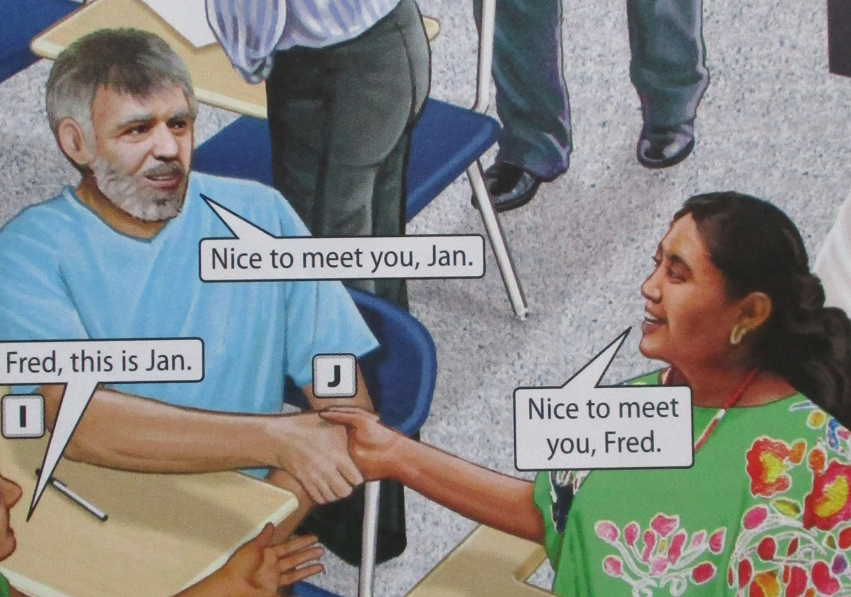 Nice to meet you, Jan.
Fred, this is Jan.
I
J
Nice to meet
you, Fred.